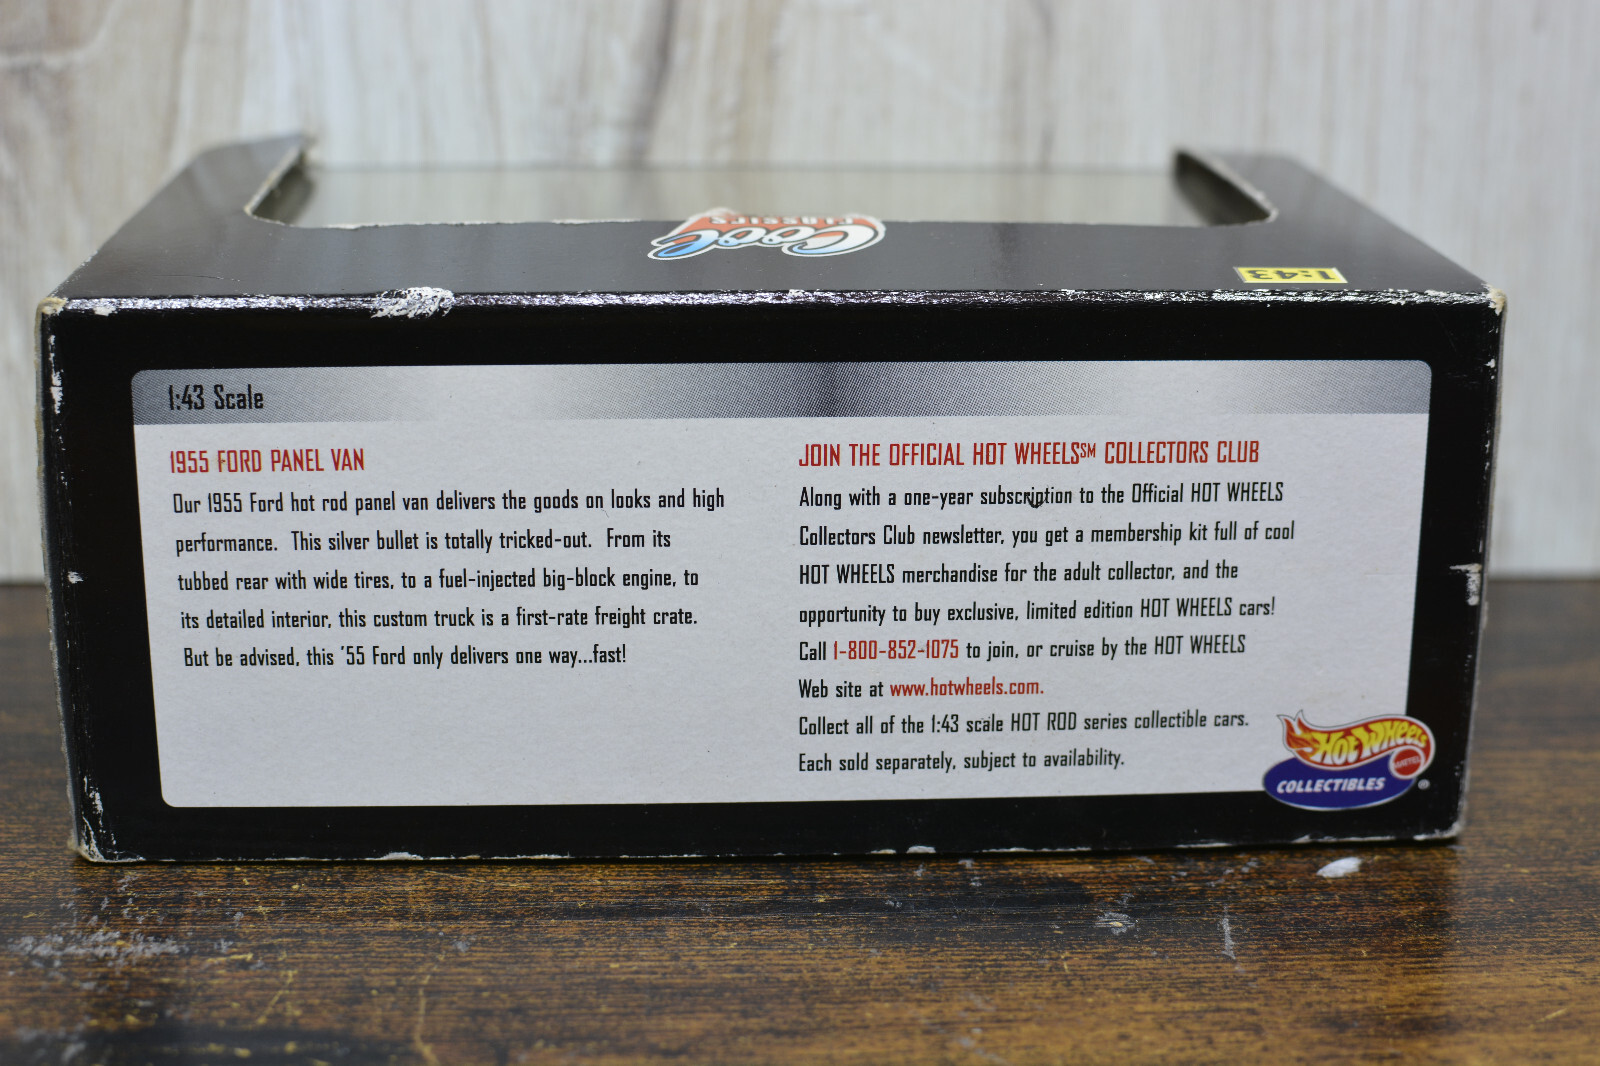 Cool
CLASSICS
1:43
1:43 Scale
1955 FORD PANEL VAN
Our 1955 Ford hot rod panel van delivers the goods on looks and high
performance. This silver bullet is totally tricked-out. From its
tubbed rear with wide tires, to a fuel-injected big-block engine, to
its detailed interior, this custom truck is a first-rate freight crate.
But be advised, this '55 Ford only delivers one way...fast!
JOIN THE OFFICIAL HOT WHEELS℠ COLLECTORS CLUB
Along with a one-year subscription to the Official HOT WHEELS
Collectors Club newsletter, you get a membership kit full of cool
HOT WHEELS merchandise for the adult collector, and the
opportunity to buy exclusive, limited edition HOT WHEELS cars!
Call 1-800-852-1075 to join, or cruise by the HOT WHEELS
Web site at www.hotwheels.com.
Collect all of the 1:43 scale HOT ROD series collectible cars.
Each sold separately, subject to availability.
Hot Wheels
MATTEL
COLLECTIBLES ®